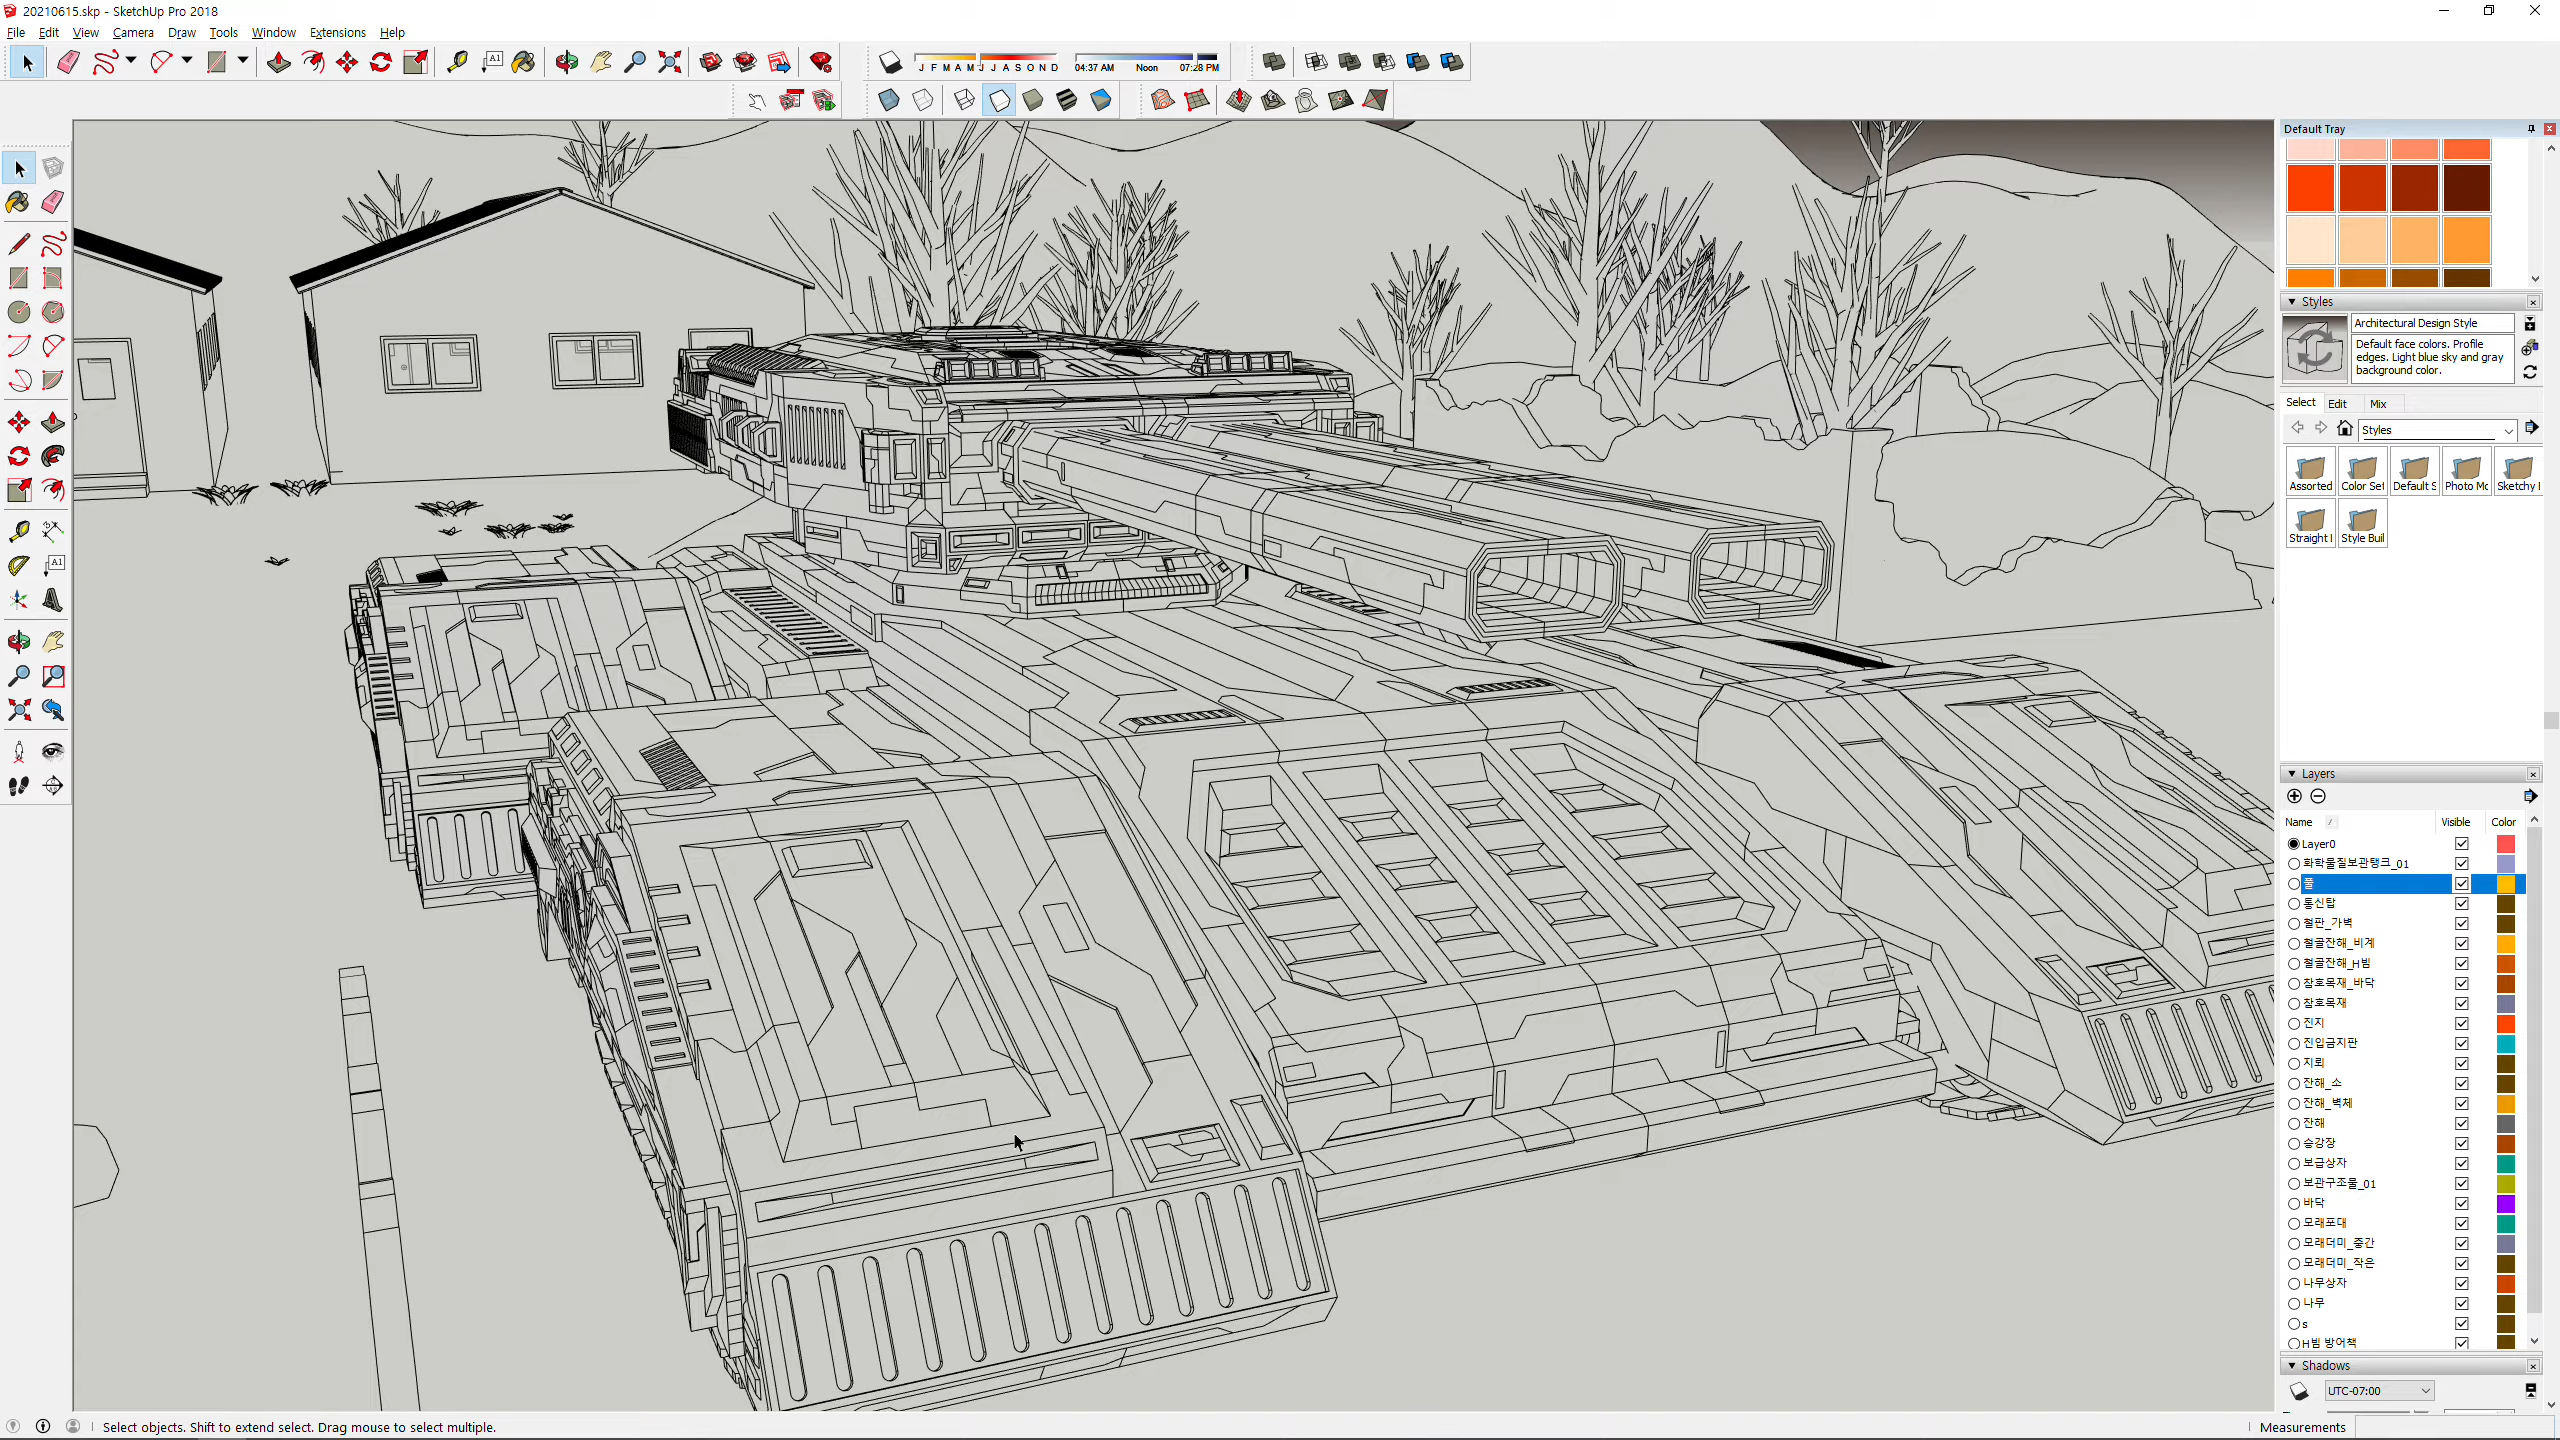 20210615.skp - SketchUp Pro 2018
File Edit View Camera Draw Tools Window Extensions Help
A1
J F M A M J J A S O N D
04:37 AM Noon 07:28 PM
Default Tray
Styles
Architectural Design Style
Default face colors. Profile edges. Light blue sky and gray background color.
Select Edit Mix
Styles
Assorted Color Set Default S Photo Mc Sketchy I
Straight I Style Buil
A1
Layers
Name Visible Color
Layer0
화학물질보관탱크_01
풀
통신탑
철판_가벽
철골잔해_비계
철골잔해_H빔
참호목재_바닥
참호목재
진지
진입금지판
지뢰
잔해_소
잔해_벽체
잔해
승강장
보급상자
보관구조물_01
바닥
모래포대
모래더미_중간
모래더미_작은
나무상자
나무
s
H빔 방어책
Shadows
UTC-07:00
Select objects. Shift to extend select. Drag mouse to select multiple.
Measurements